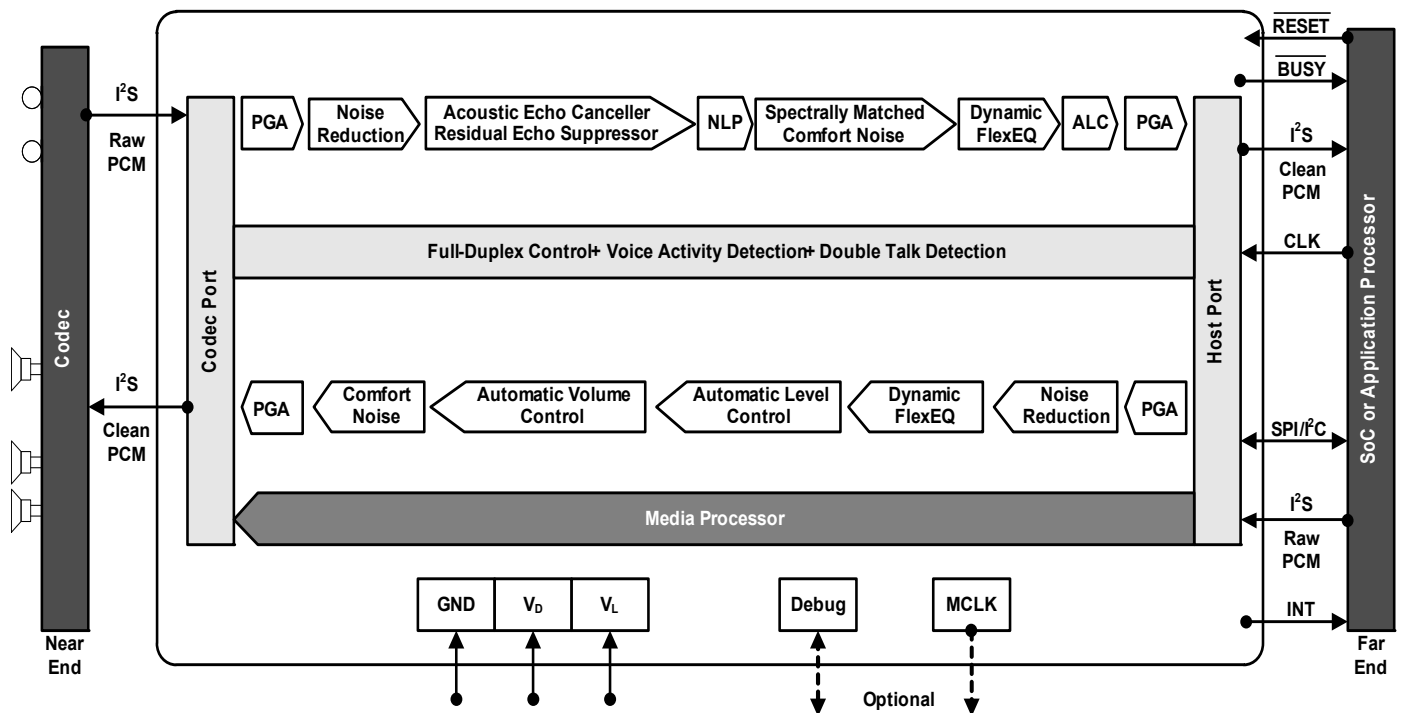 RESET
BUSY
I²S
Raw
PCM
PGA
Noise
Reduction
Acoustic Echo Canceller
Residual Echo Suppressor
NLP
Spectrally Matched
Comfort Noise
Dynamic
FlexEQ
ALC
PGA
I²S
Clean
PCM
Full-Duplex Control+ Voice Activity Detection+ Double Talk Detection
CLK
Codec
Codec Port
Host Port
SoC or Application Processor
I²S
Clean
PCM
PGA
Comfort
Noise
Automatic Volume
Control
Automatic Level
Control
Dynamic
FlexEQ
Noise
Reduction
PGA
SPI/I²C
Media Processor
I²S
Raw
PCM
GND
V_D
V_L
Debug
MCLK
INT
Near
End
Far
End
Optional